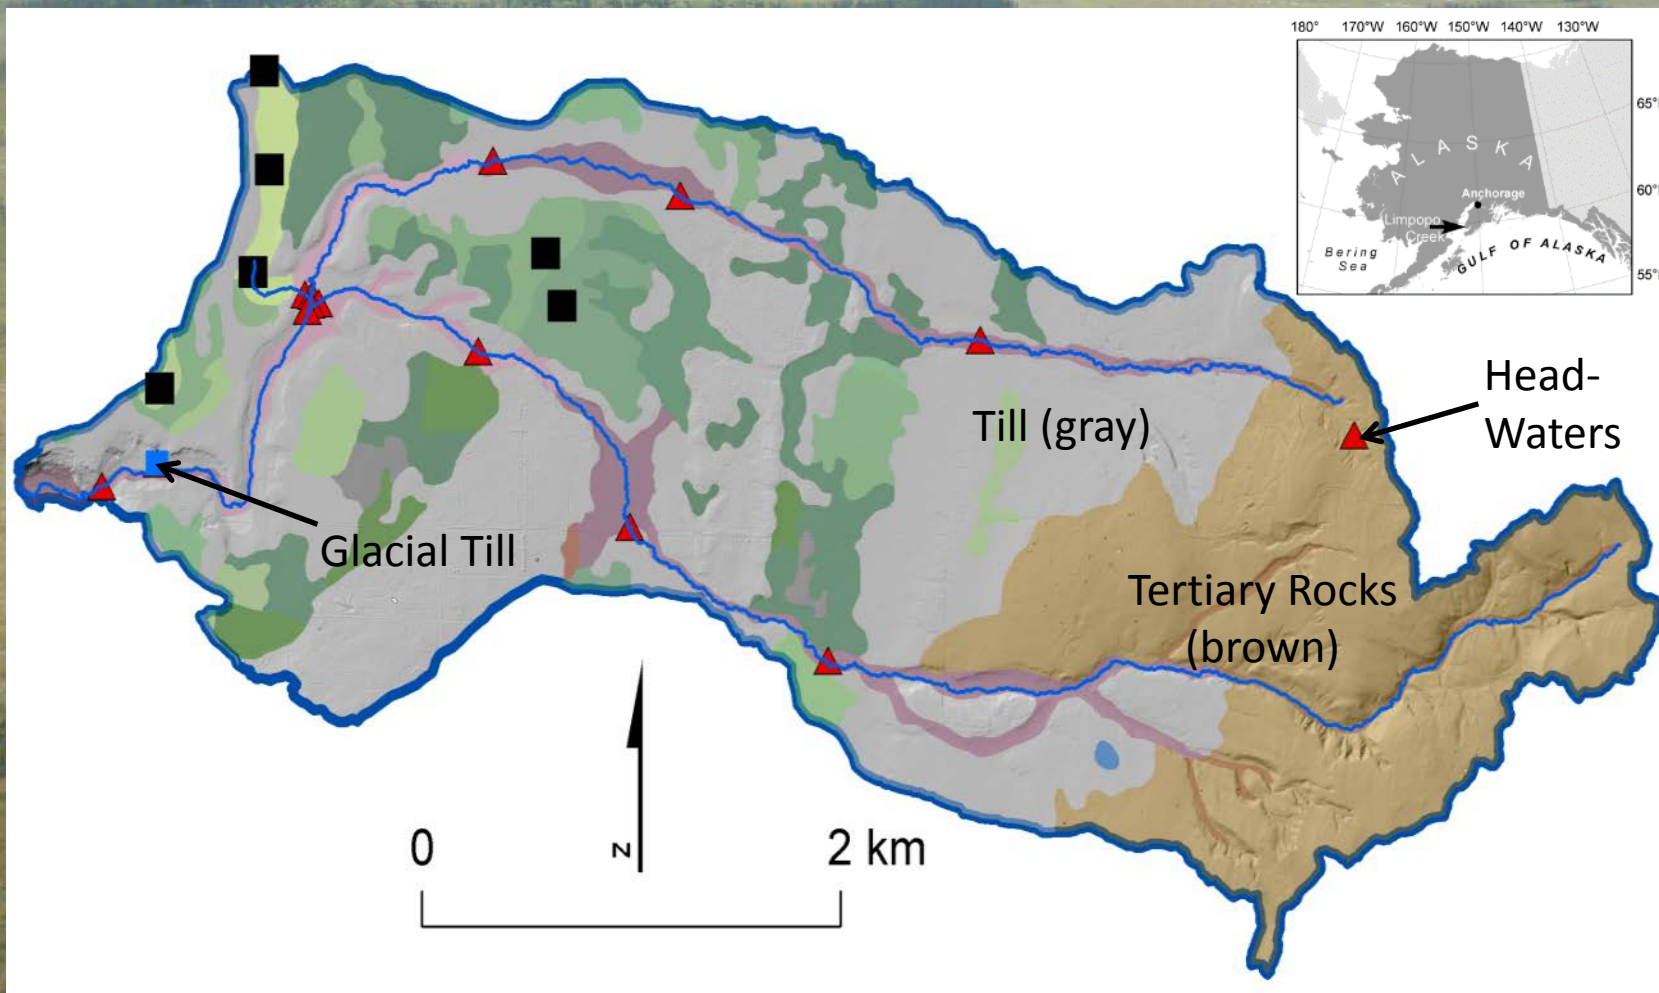 180° 170°W 160°W 150°W 140°W 130°W
65°
ALASKA
60°
Anchorage
Limpopo
Creek
Bering
Sea
GULF OF ALASKA
55°
Head-
Waters
Till (gray)
Glacial Till
Tertiary Rocks
(brown)
0
2 km
N